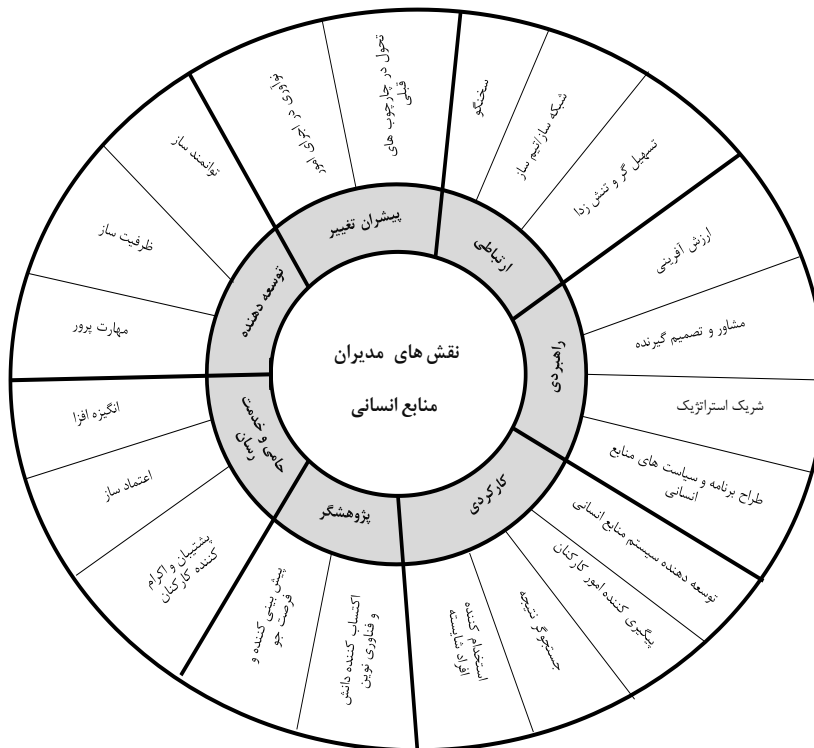 نقش های مدیران
منابع انسانی
پیشران تغییر
تحول در چارچوب های
قبلی
نوآوری در اجرای امور
ارتباطی
سخنگو
شبکه ساز/تیم ساز
تسهیل گر و تنش زدا
راهبردی
ارزش آفرینی
مشاور و تصمیم گیرنده
شریک استراتژیک
طراح برنامه و سیاست های منابع
انسانی
کارکردی
توسعه دهنده سیستم منابع انسانی
پیگیری کننده امور کارکنان
جستجوگر نتیجه
استخدام کننده
افراد شایسته
پژوهشگر
اکتساب کننده دانش
و فناوری نوین
پیش بینی کننده و
فرصت جو
حامی و خدمت
رسان
پشتیبان و اکرام
کننده کارکنان
اعتماد ساز
انگیزه افزا
توسعه دهنده
مهارت پرور
ظرفیت ساز
توانمند ساز